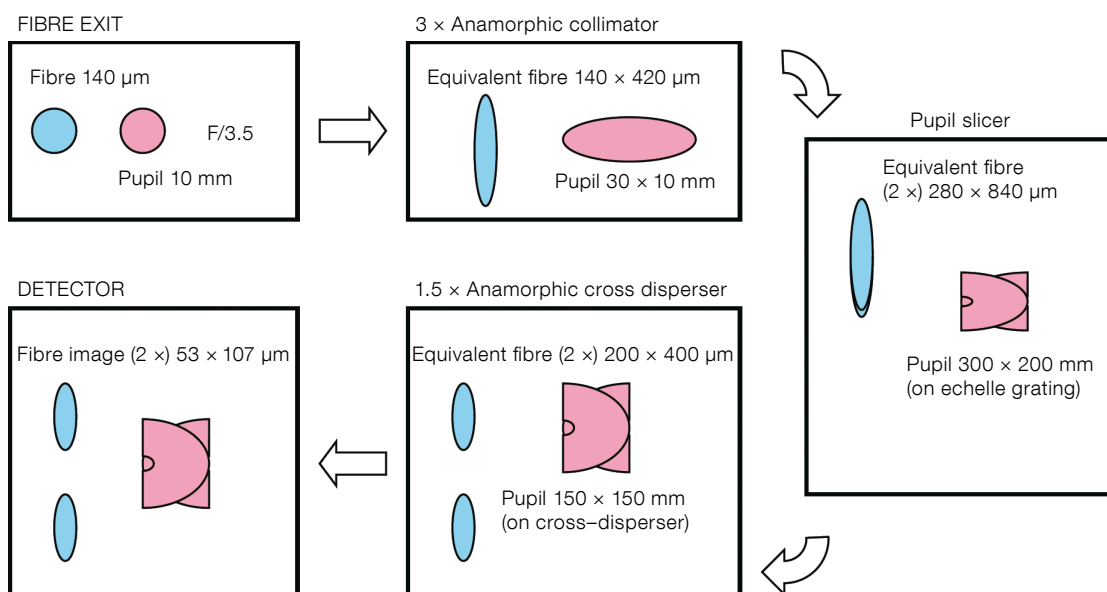 FIBRE EXIT
Fibre 140 μm
F/3.5
Pupil 10 mm
3 × Anamorphic collimator
Equivalent fibre 140 × 420 μm
Pupil 30 × 10 mm
Pupil slicer
Equivalent fibre
(2 ×) 280 × 840 μm
Pupil 300 × 200 mm
(on echelle grating)
1.5 × Anamorphic cross disperser
Equivalent fibre (2 ×) 200 × 400 μm
Pupil 150 × 150 mm
(on cross–disperser)
DETECTOR
Fibre image (2 ×) 53 × 107 μm